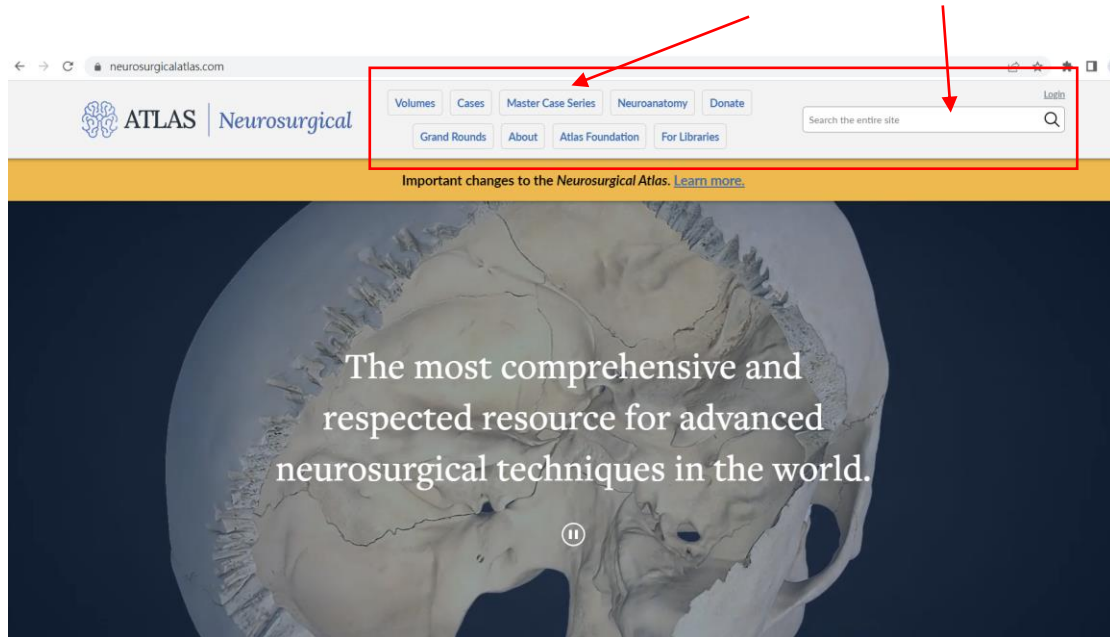 neurosurgicalatlas.com
Login
ATLAS | Neurosurgical
Volumes Cases Master Case Series Neuroanatomy Donate
Search the entire site
Grand Rounds About Atlas Foundation For Libraries
Important changes to the Neurosurgical Atlas. Learn more.
The most comprehensive and
respected resource for advanced
neurosurgical techniques in the world.